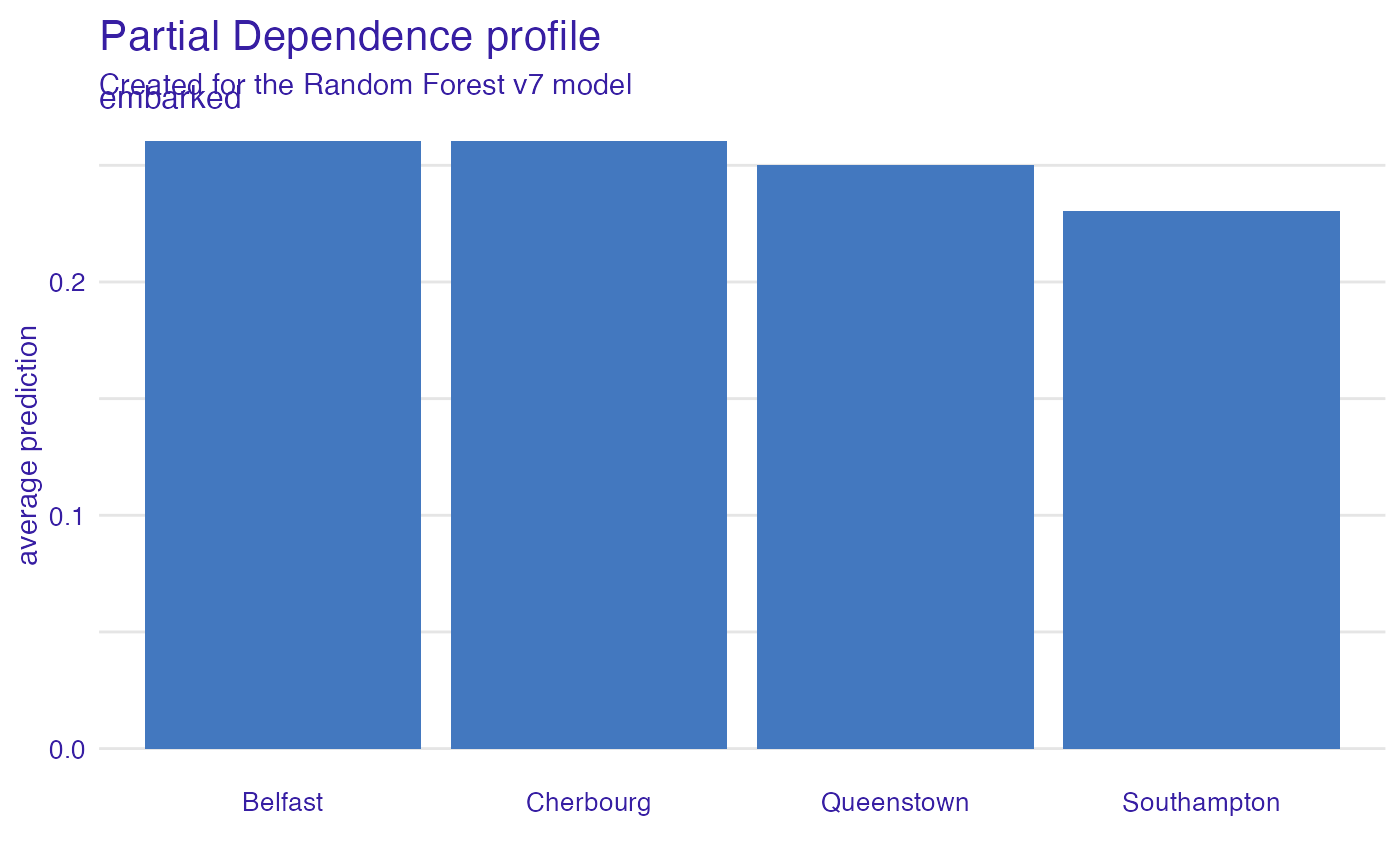 Partial Dependence profile
Created for the Random Forest v7 model
embarked
0.2
0.1
0.0
average prediction
Belfast
Cherbourg
Queenstown
Southampton